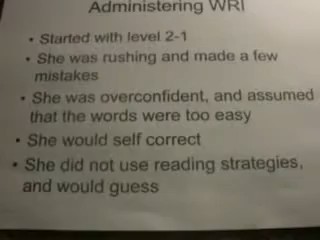 Administering WRI
• Started with level 2-1
• She was rushing and made a few
mistakes
• She was overconfident, and assumed
that the words were too easy
• She would self correct
• She did not use reading strategies,
and would guess